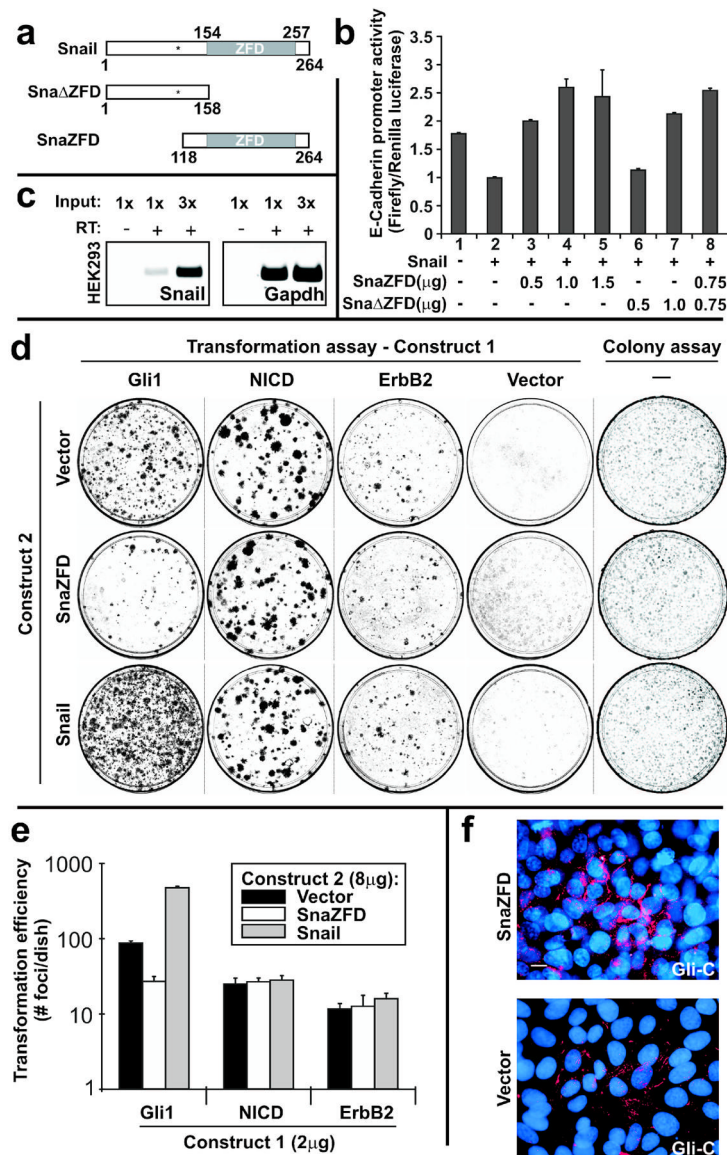 a
154 257
Snail * ZFD
1 264
SnaΔZFD *
1 158
SnaZFD ZFD
118 264
b
E-Cadherin promoter activity
(Firefly/Renilla luciferase)
3.5
3
2.5
2
1.5
1
0.5
0
1 2 3 4 5 6 7 8
Snail - + + + + + + +
SnaZFD(µg) - - 0.5 1.0 1.5 - - 0.75
SnaΔZFD(µg) - - - - - 0.5 1.0 0.75
c
Input: 1x 1x 3x 1x 1x 3x
RT: - + + - + +
HEK293
Snail Gapdh
d
Transformation assay - Construct 1 Colony assay
Gli1 NICD ErbB2 Vector —
Construct 2
Vector
SnaZFD
Snail
e
Transformation efficiency
(# foci/dish)
1000
100
10
1
Construct 2 (8µg):
Vector
SnaZFD
Snail
Gli1 NICD ErbB2
Construct 1 (2µg)
f
SnaZFD
Gli-C
Vector
Gli-C